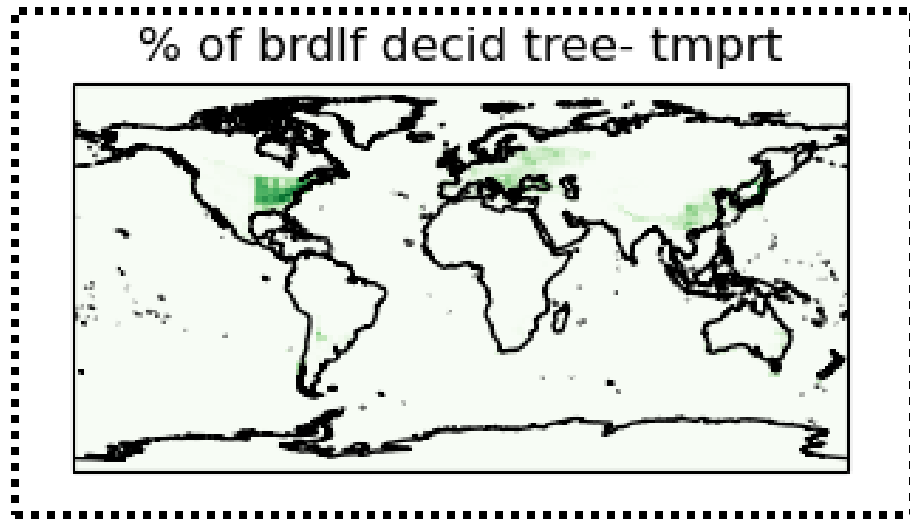 % of brdlf decid tree- tmprt